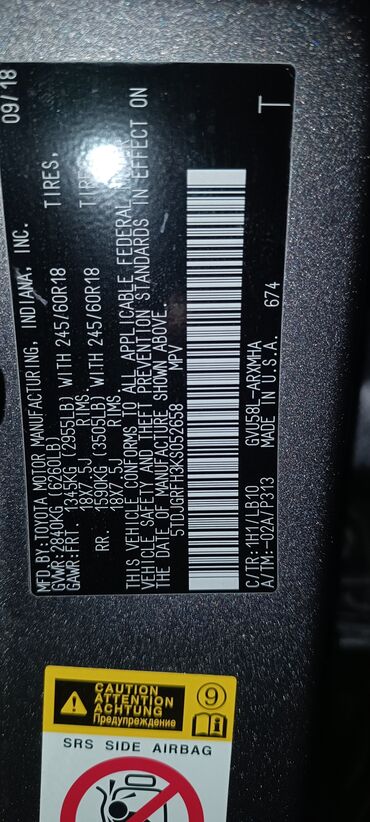 MFD.BY:TOYOTA MOTOR MANUFACTURING, INDIANA, INC. 09/18
GVWR:2840KG(6260LB)
GAWR:FRT. 1345KG (2955LB) WITH 245/60R18 TIRES.
18X7.5J RIMS
RR. 1590KG (3505LB) WITH 245/60R18 TIRES
18X7.5J RIMS
THIS VEHICLE CONFORMS TO ALL APPLICABLE FEDERAL
VEHICLE SAFETY AND THEFT PREVENTION STANDARDS IN EFFECT ON
THE DATE OF MANUFACTURE SHOWN ABOVE.
5TDJGRFH3KS052658 MPV
C/TR:1H1/LB10 GVU58L-ARXMHA
A/TM:-02A/P313 MADE IN U.S.A. 674 T
CAUTION
ATTENTION
ACHTUNG
Предупреждение
9
SRS SIDE AIRBAG